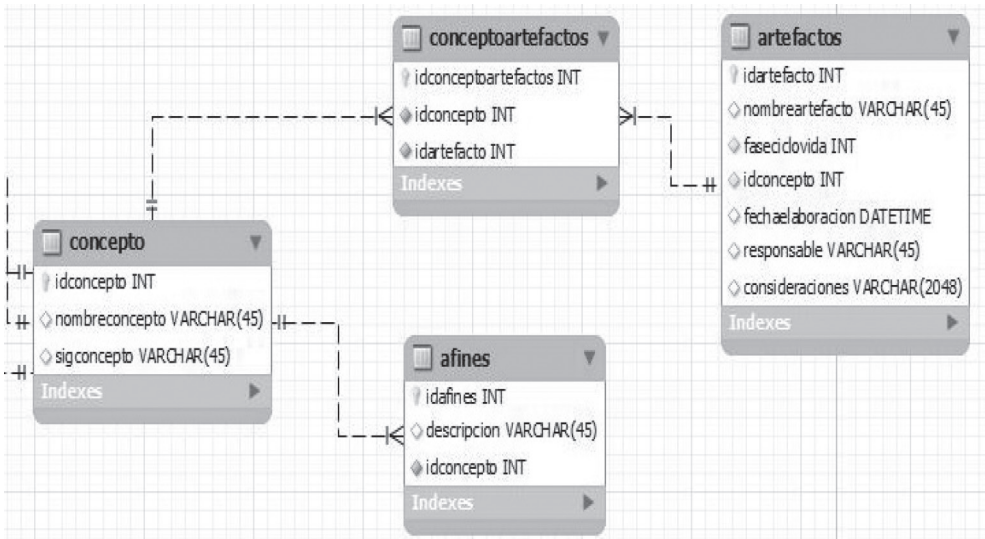 conceptoartefactos
idconceptoartefactos INT
idconcepto INT
idartefacto INT
Indexes
artefactos
idartefacto INT
nombreartefacto VARCHAR(45)
faseciclovida INT
idconcepto INT
fechaelaboracion DATETIME
responsable VARCHAR(45)
consideraciones VARCHAR(2048)
Indexes
concepto
idconcepto INT
nombreconcepto VARCHAR(45)
sigconcepto VARCHAR(45)
Indexes
afines
idafines INT
descripcion VARCHAR(45)
idconcepto INT
Indexes